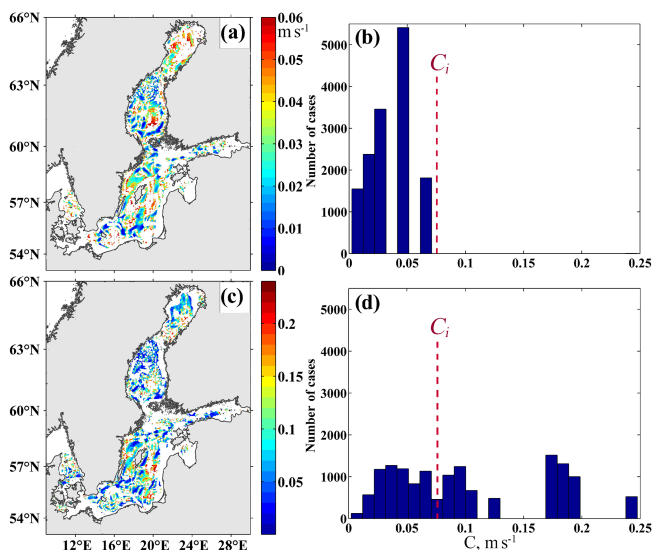 66°N
63°N
60°N
57°N
54°N
(a)
0.06
m s-1
0.05
0.04
0.03
0.02
0.01
0
(b)
Ci
Number of cases
5000
4000
3000
2000
1000
0
0 0.05 0.1 0.15 0.2 0.25
66°N
63°N
60°N
57°N
54°N
12°E 16°E 20°E 24°E 28°E
(c)
0.2
0.15
0.1
0.05
(d)
Ci
Number of cases
5000
4000
3000
2000
1000
0
0 0.05 0.1 0.15 0.2 0.25
C, m s-1